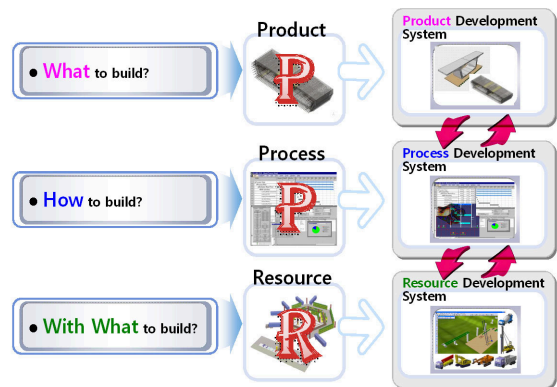 Product
• What to build?
P
Product Development
System
Process
• How to build?
P
Process Development
System
Resource
• With What to build?
R
Resource Development
System